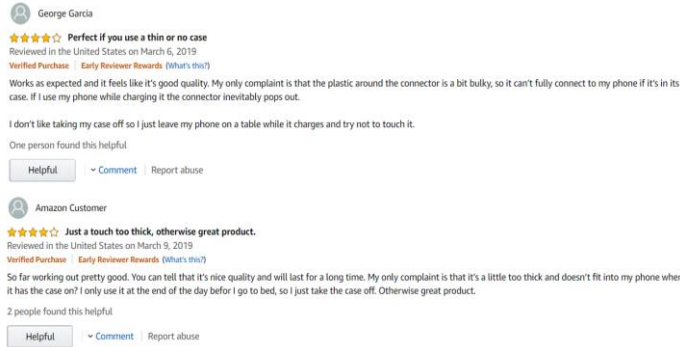 George Garcia
Perfect if you use a thin or no case
Reviewed in the United States on March 6, 2019
Verified Purchase | Early Reviewer Rewards (What's this?)
Works as expected and it feels like it's good quality. My only complaint is that the plastic around the connector is a bit bulky, so it can't fully connect to my phone if it's in its
case. If I use my phone while charging it the connector inevitably pops out.
I don't like taking my case off so I just leave my phone on a table while it charges and try not to touch it.
One person found this helpful
Helpful Comment | Report abuse
Amazon Customer
Just a touch too thick, otherwise great product.
Reviewed in the United States on March 9, 2019
Verified Purchase | Early Reviewer Rewards (What's this?)
So far working out pretty good. You can tell that it's nice quality and will last for a long time. My only complaint is that it's a little too thick and doesn't fit into my phone when
it has the case on? I only use it at the end of the day befor I go to bed, so I just take the case off. Otherwise great product.
2 people found this helpful
Helpful Comment | Report abuse